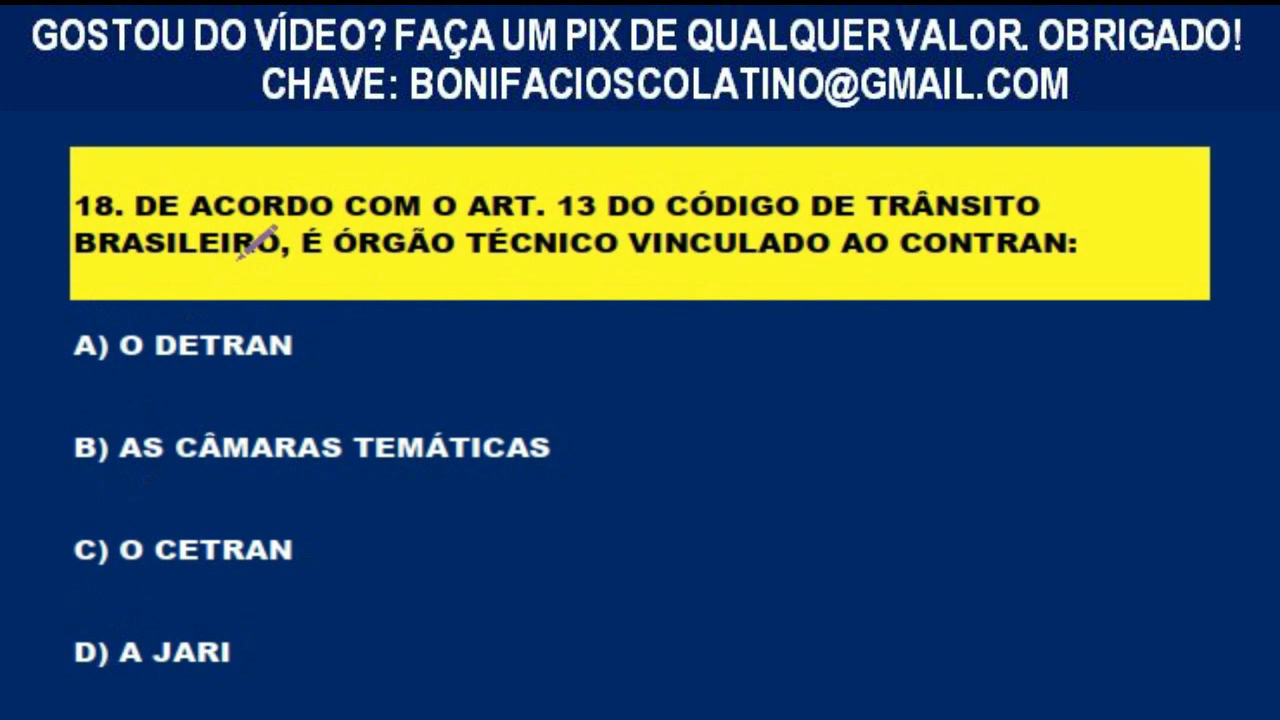 GOSTOU DO VÍDEO? FAÇA UM PIX DE QUALQUER VALOR. OBRIGADO!
CHAVE: BONIFACIOSCOLATINO@GMAIL.COM
18. DE ACORDO COM O ART. 13 DO CÓDIGO DE TRÂNSITO
BRASILEIRO, É ÓRGÃO TÉCNICO VINCULADO AO CONTRAN:
A) O DETRAN
B) AS CÂMARAS TEMÁTICAS
C) O CETRAN
D) A JARI